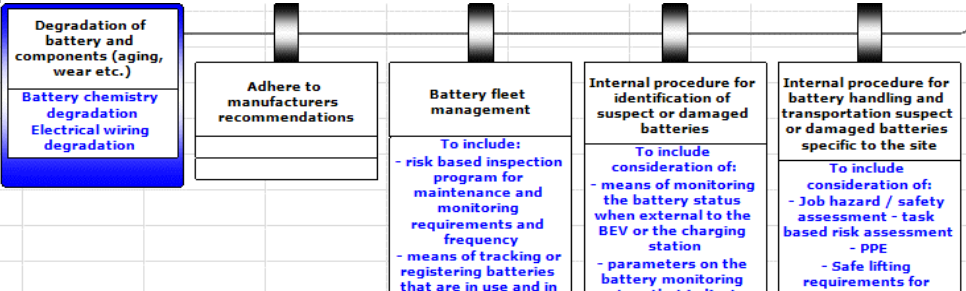 Degradation of
battery and
components (aging,
wear etc.)
Battery chemistry
degradation
Electrical wiring
degradation
Adhere to
manufacturers
recommendations
Battery fleet
management
To include:
- risk based inspection
program for
maintenance and
monitoring
requirements and
frequency
- means of tracking or
registering batteries
that are in use and in
Internal procedure for
identification of
suspect or damaged
batteries
To include
consideration of:
- means of monitoring
the battery status
when external to the
BEV or the charging
station
- parameters on the
battery monitoring
Internal procedure for
battery handling and
transportation suspect
or damaged batteries
specific to the site
To include
consideration of:
- Job hazard / safety
assessment - task
based risk assessment
- PPE
- Safe lifting
requirements for